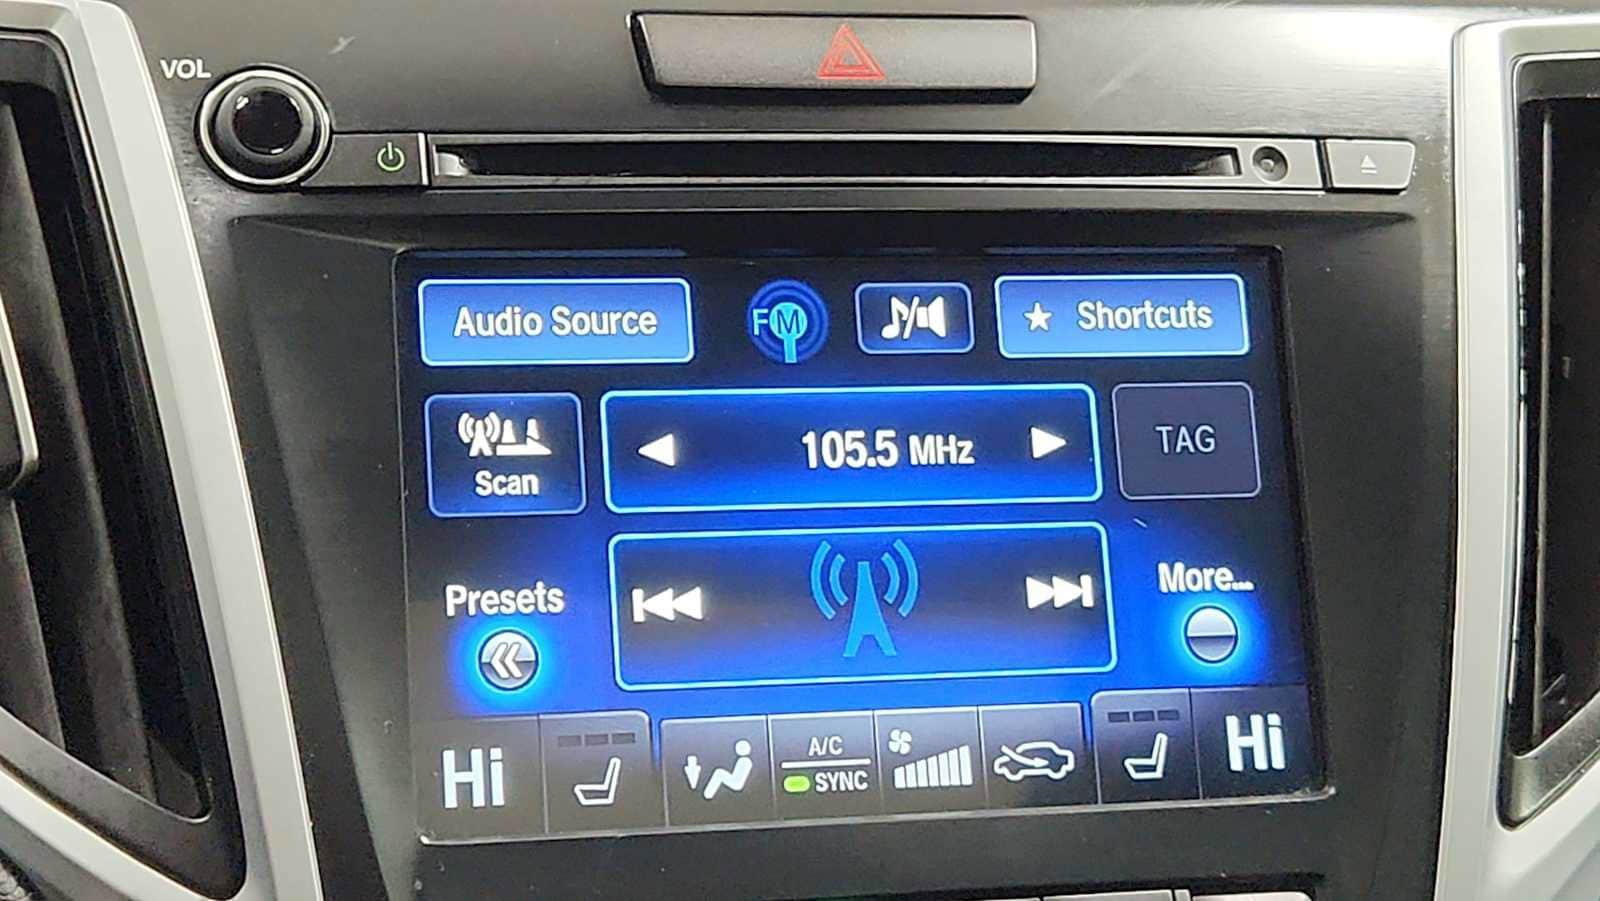 VOL
Audio Source
FM
Shortcuts
Scan
105.5 MHz
TAG
Presets
More...
Hi
A/C
SYNC
Hi